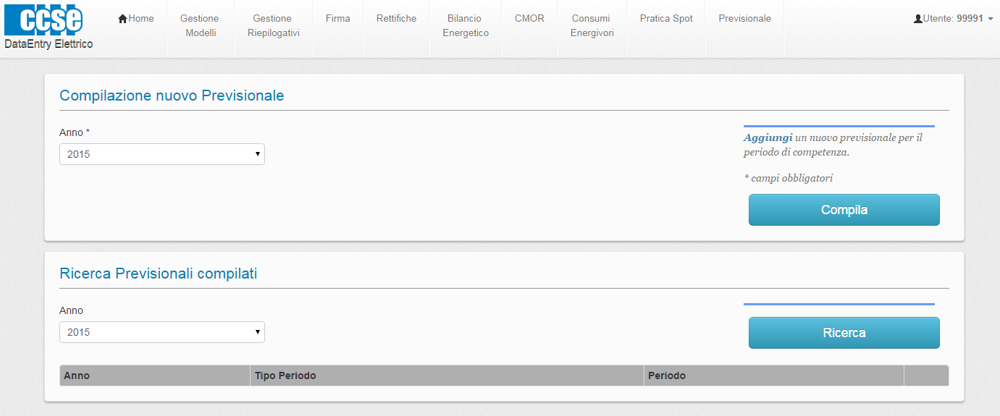 ccse
DataEntry Elettrico
Home
Gestione
Modelli
Gestione
Riepilogativi
Firma
Rettifiche
Bilancio
Energetico
CMOR
Consumi
Energivori
Pratica Spot
Previsionale
Utente: 99991
Compilazione nuovo Previsionale
Anno *
2015
Aggiungi un nuovo previsionale per il
periodo di competenza.
* campi obbligatori
Compila
Ricerca Previsionali compilati
Anno
2015
Ricerca
Anno Tipo Periodo Periodo